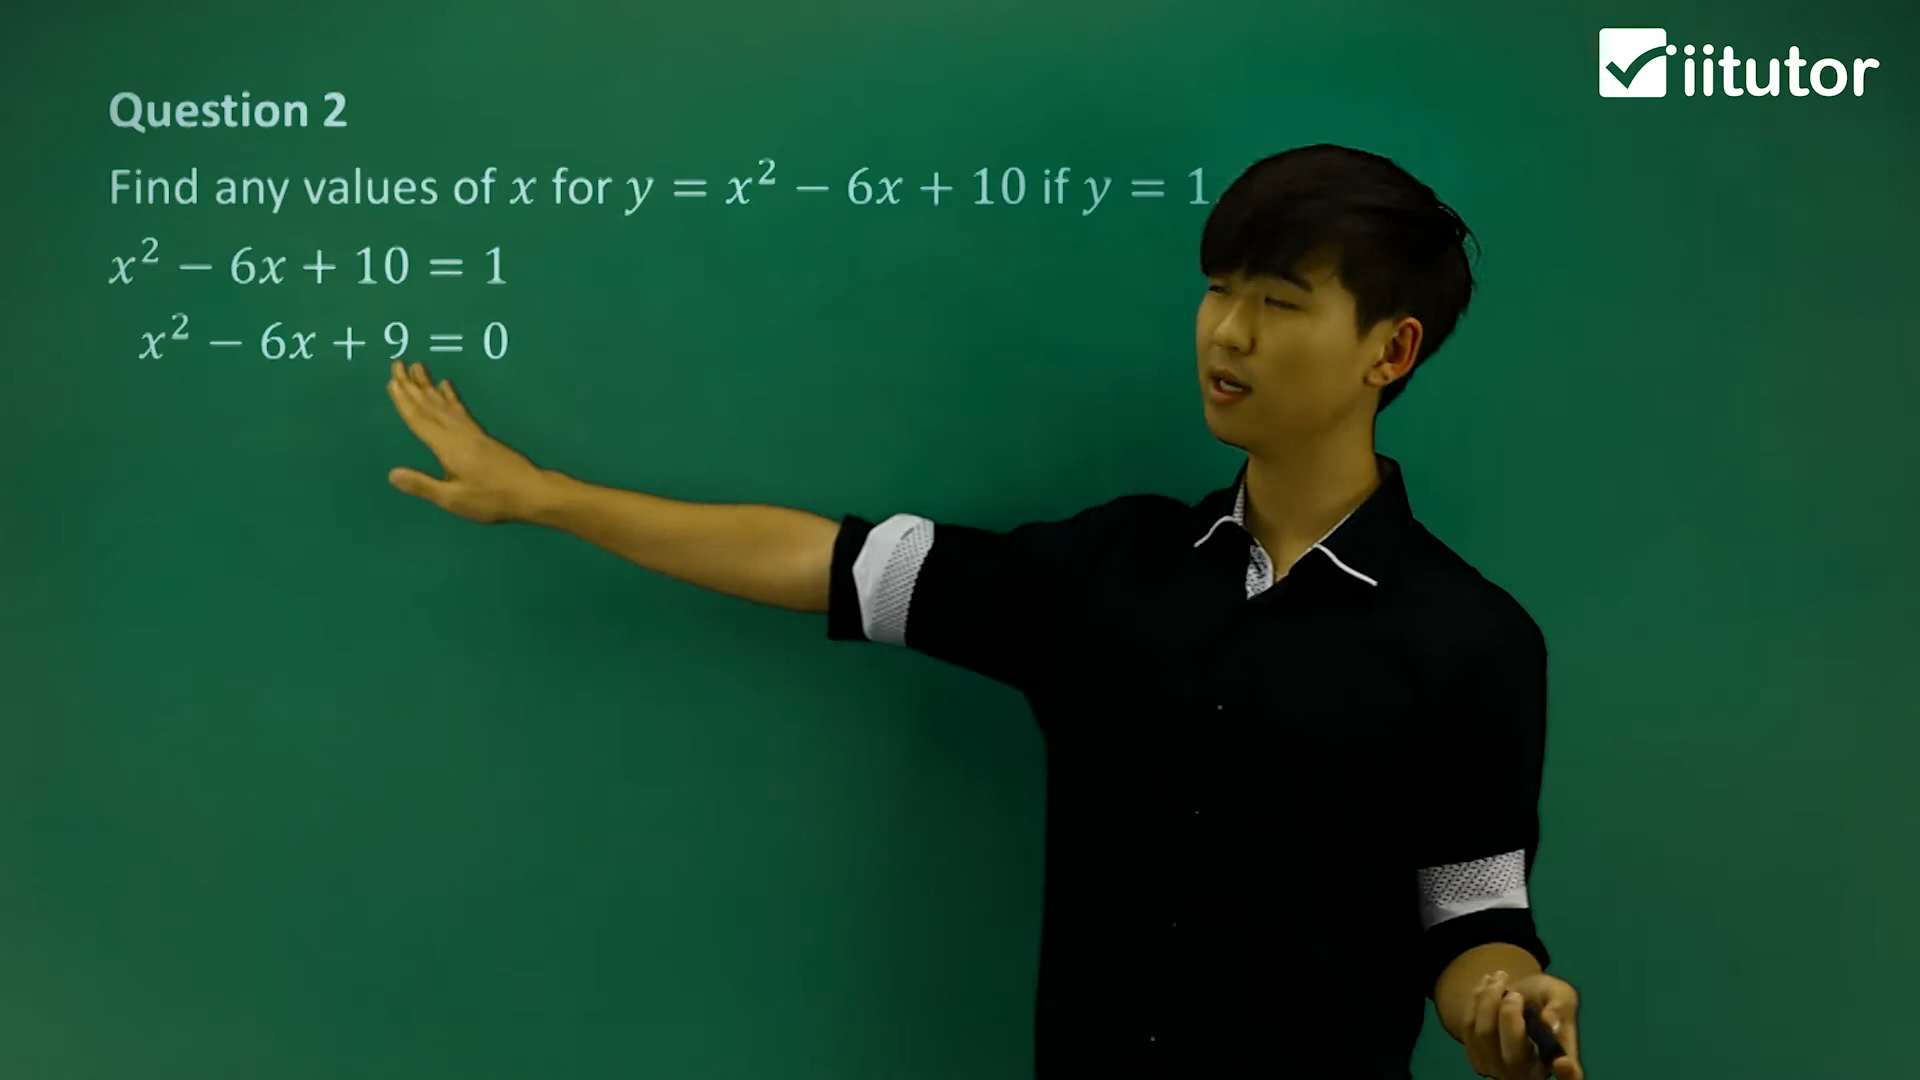 iitutor
Question 2
Find any values of x for y = x² − 6x + 10 if y = 1.
x² − 6x + 10 = 1
x² − 6x + 9 = 0